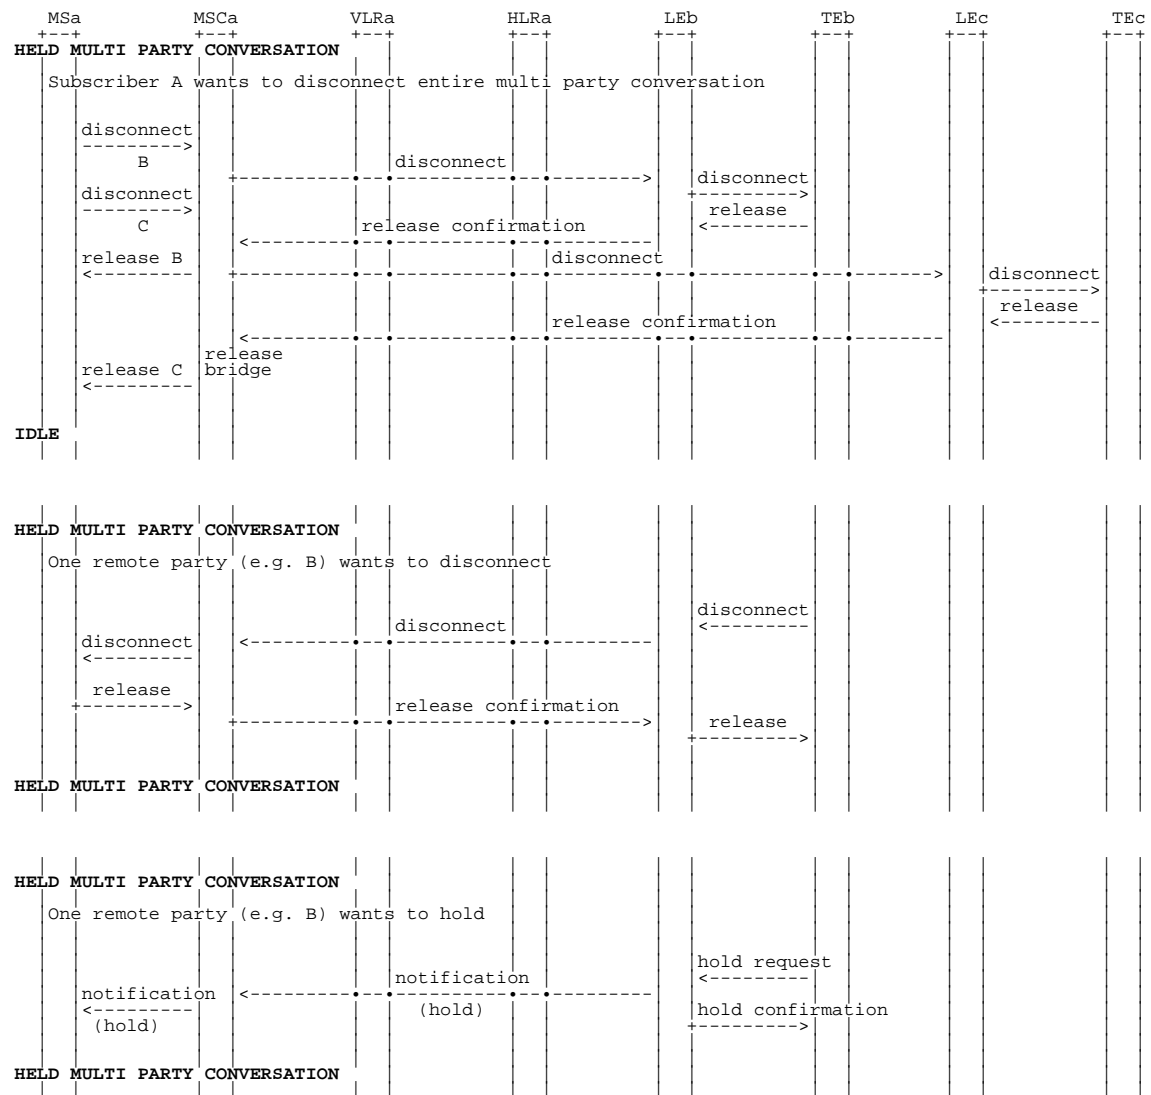 MSa MSCa VLRa HLRa LEb TEb LEc TEc
HELD MULTI PARTY CONVERSATION
Subscriber A wants to disconnect entire multi party conversation
disconnect
B disconnect
disconnect
disconnect
release
C release confirmation
release B disconnect
disconnect
release
release confirmation
release
release C bridge
IDLE
HELD MULTI PARTY CONVERSATION
One remote party (e.g. B) wants to disconnect
disconnect
disconnect
disconnect
release
release confirmation
release
HELD MULTI PARTY CONVERSATION
HELD MULTI PARTY CONVERSATION
One remote party (e.g. B) wants to hold
hold request
notification
notification
(hold) hold confirmation
(hold)
HELD MULTI PARTY CONVERSATION